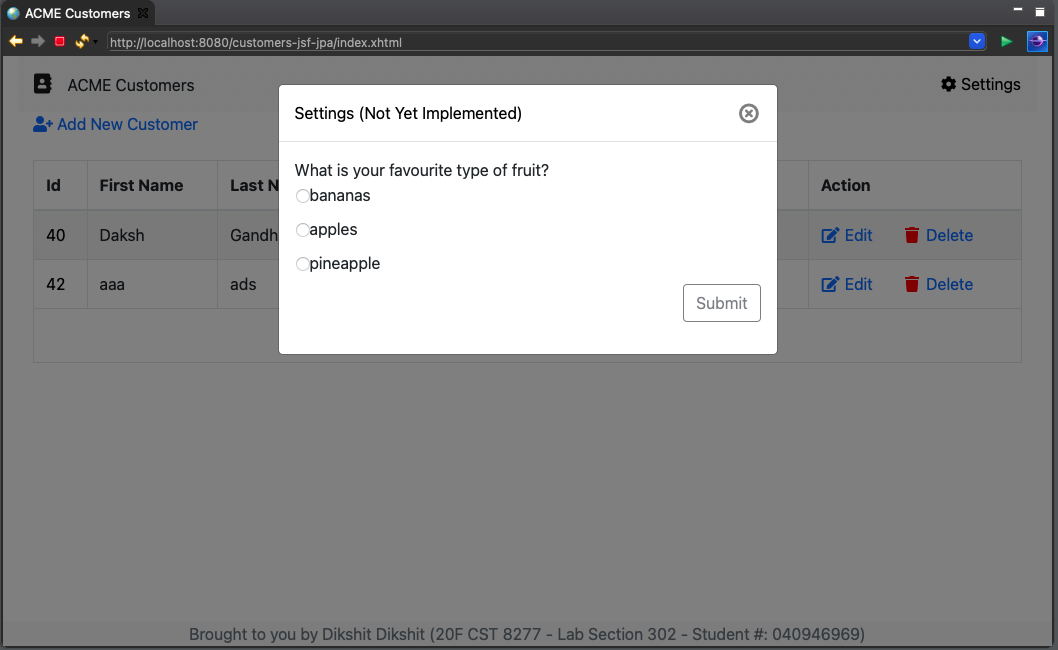 ACME Customers
http://localhost:8080/customers-jsf-jpa/index.xhtml
ACME Customers
Settings
Add New Customer
Settings (Not Yet Implemented)
What is your favourite type of fruit?
bananas
apples
pineapple
Submit
Id First Name Last N Action
40 Daksh Gandh Edit Delete
42 aaa ads Edit Delete
Brought to you by Dikshit Dikshit (20F CST 8277 - Lab Section 302 - Student #: 040946969)